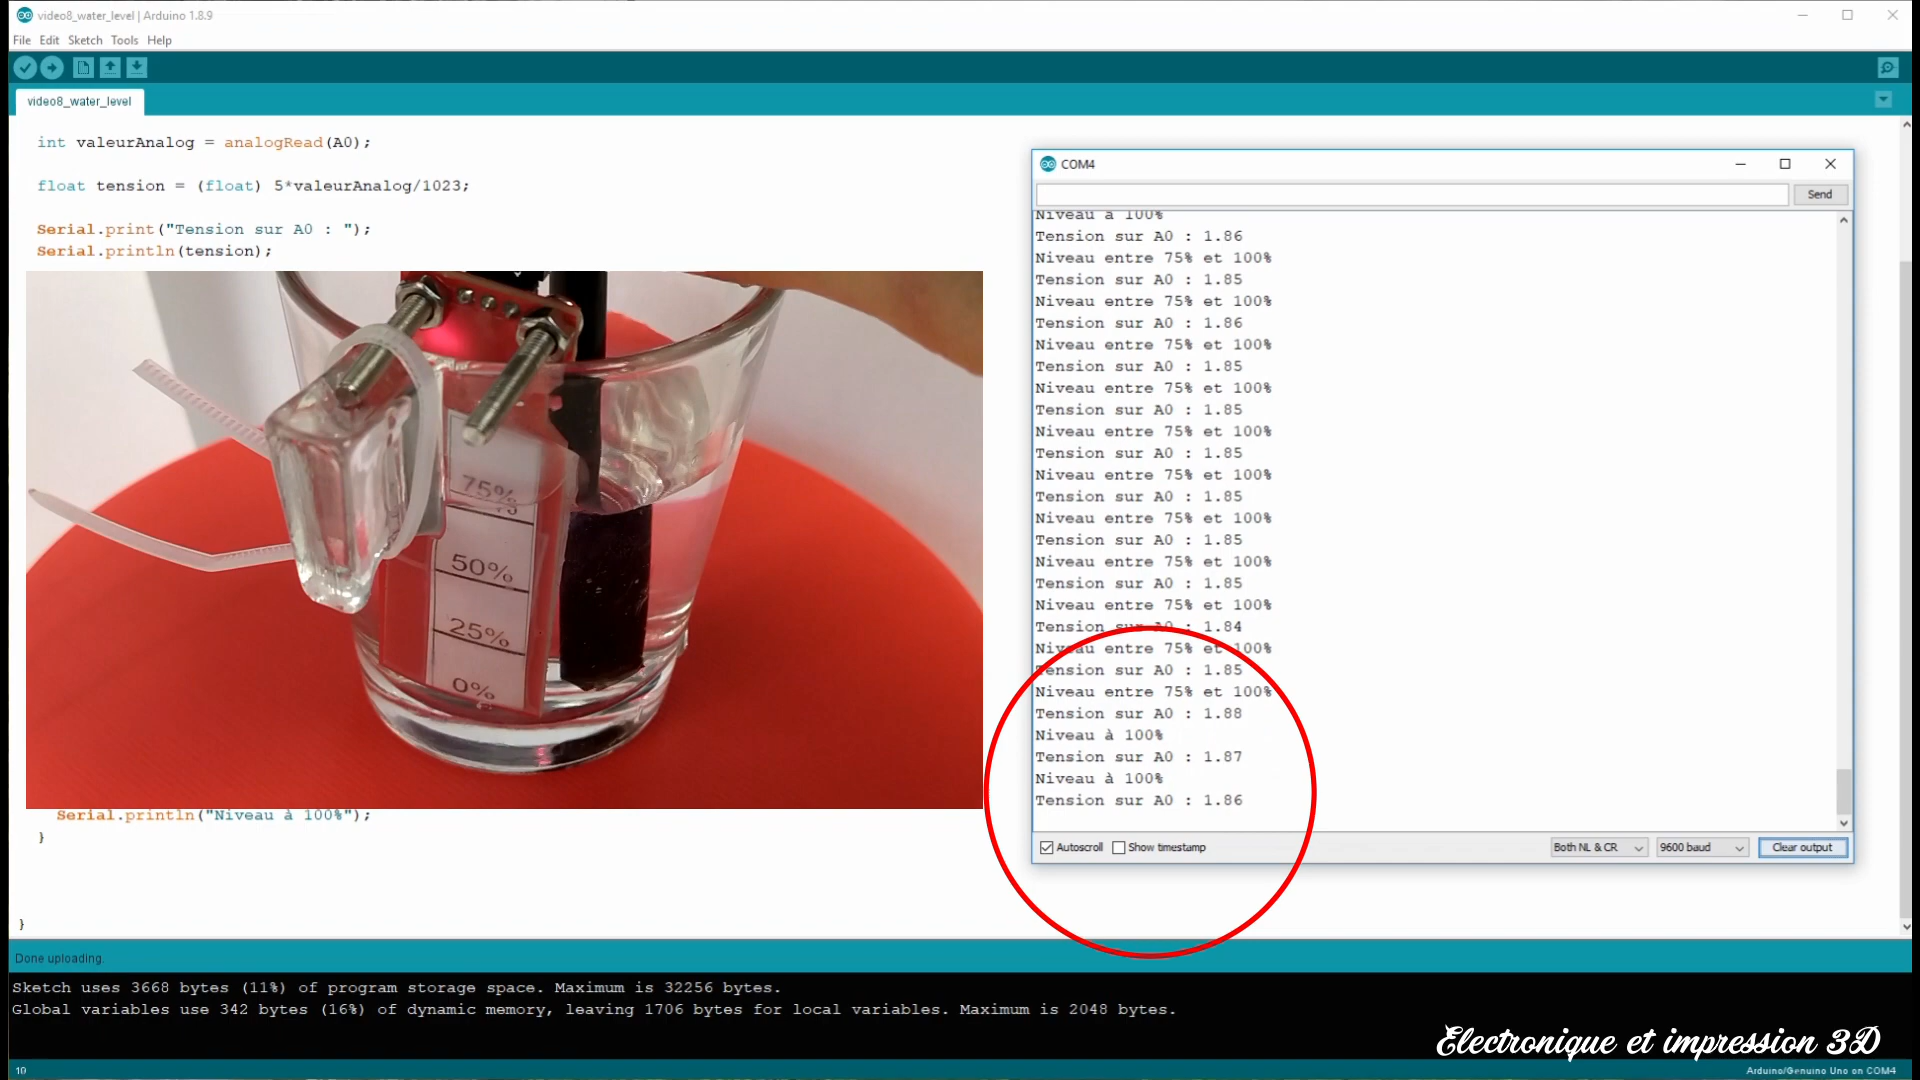 video8_water_level | Arduino 1.8.9
File Edit Sketch Tools Help
video8_water_level
int valeurAnalog = analogRead(A0);
float tension = (float) 5*valeurAnalog/1023;
Serial.print("Tension sur A0 : ");
Serial.println(tension);
75%
50%
25%
0%
Serial.println("Niveau à 100%");
}
}
COM4
Send
Niveau à 100%
Tension sur A0 : 1.86
Niveau entre 75% et 100%
Tension sur A0 : 1.85
Niveau entre 75% et 100%
Tension sur A0 : 1.86
Niveau entre 75% et 100%
Tension sur A0 : 1.85
Niveau entre 75% et 100%
Tension sur A0 : 1.85
Niveau entre 75% et 100%
Tension sur A0 : 1.85
Niveau entre 75% et 100%
Tension sur A0 : 1.85
Niveau entre 75% et 100%
Tension sur A0 : 1.85
Niveau entre 75% et 100%
Tension sur A0 : 1.85
Niveau entre 75% et 100%
Tension sur A0 : 1.84
Niveau entre 75% et 100%
Tension sur A0 : 1.85
Niveau entre 75% et 100%
Tension sur A0 : 1.88
Niveau à 100%
Tension sur A0 : 1.87
Niveau à 100%
Tension sur A0 : 1.86
Autoscroll Show timestamp Both NL & CR 9600 baud Clear output
Done uploading.
Sketch uses 3668 bytes (11%) of program storage space. Maximum is 32256 bytes.
Global variables use 342 bytes (16%) of dynamic memory, leaving 1706 bytes for local variables. Maximum is 2048 bytes.
Electronique et impression 3D
10 Arduino/Genuino Uno on COM4